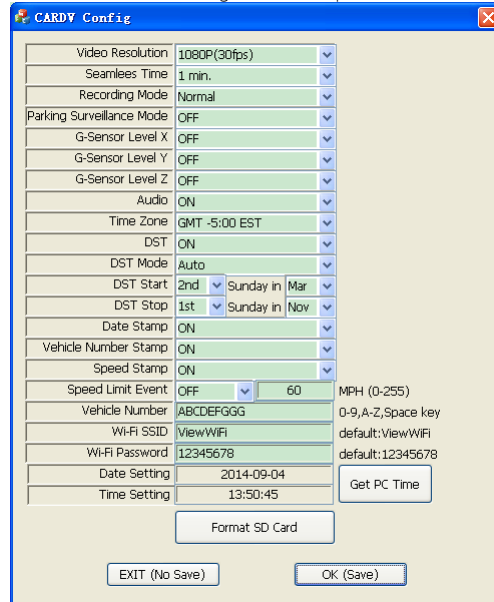 CARDV Config
Video Resolution 1080P(30fps)
Seamlees Time 1 min.
Recording Mode Normal
Parking Surveillance Mode OFF
G-Sensor Level X OFF
G-Sensor Level Y OFF
G-Sensor Level Z OFF
Audio ON
Time Zone GMT -5:00 EST
DST ON
DST Mode Auto
DST Start 2nd Sunday in Mar
DST Stop 1st Sunday in Nov
Date Stamp ON
Vehicle Number Stamp ON
Speed Stamp ON
Speed Limit Event OFF 60 MPH (0-255)
Vehicle Number ABCDEFGGG 0-9,A-Z,Space key
Wi-Fi SSID ViewWiFi default:ViewWiFi
Wi-Fi Password 12345678 default:12345678
Date Setting 2014-09-04
Get PC Time
Time Setting 13:50:45
Format SD Card
EXIT (No Save) OK (Save)